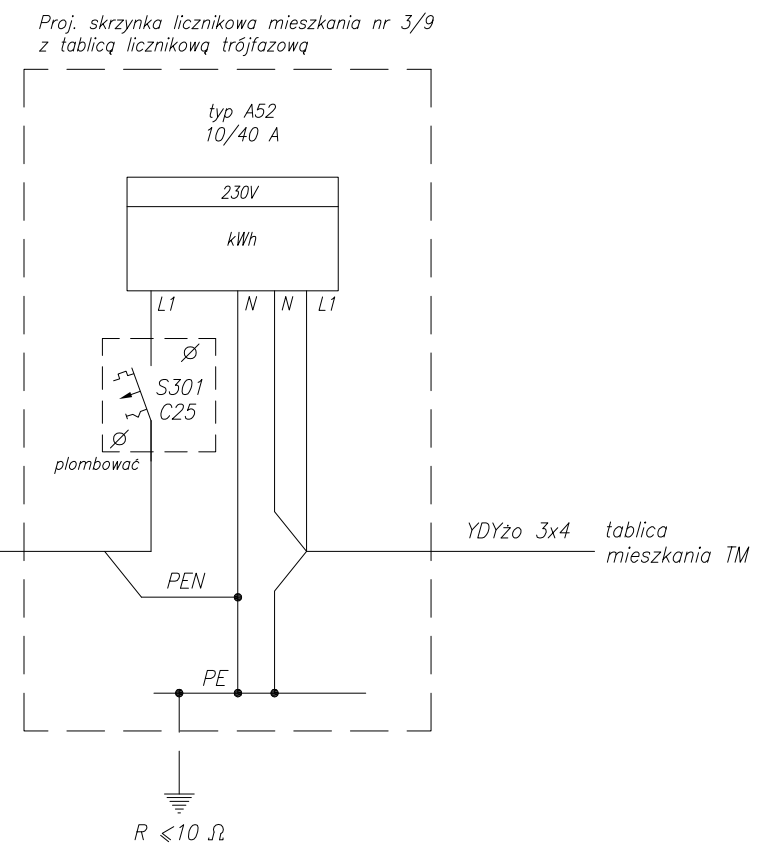 Proj. skrzynka licznikowa mieszkania nr 3/9
z tablicą licznikową trójfazową
typ A52
10/40 A
230V
kWh
L1 N N L1
S301
C25
plombować
YDYżo 3x4 tablica
mieszkania TM
PEN
PE
R ⩽10 Ω